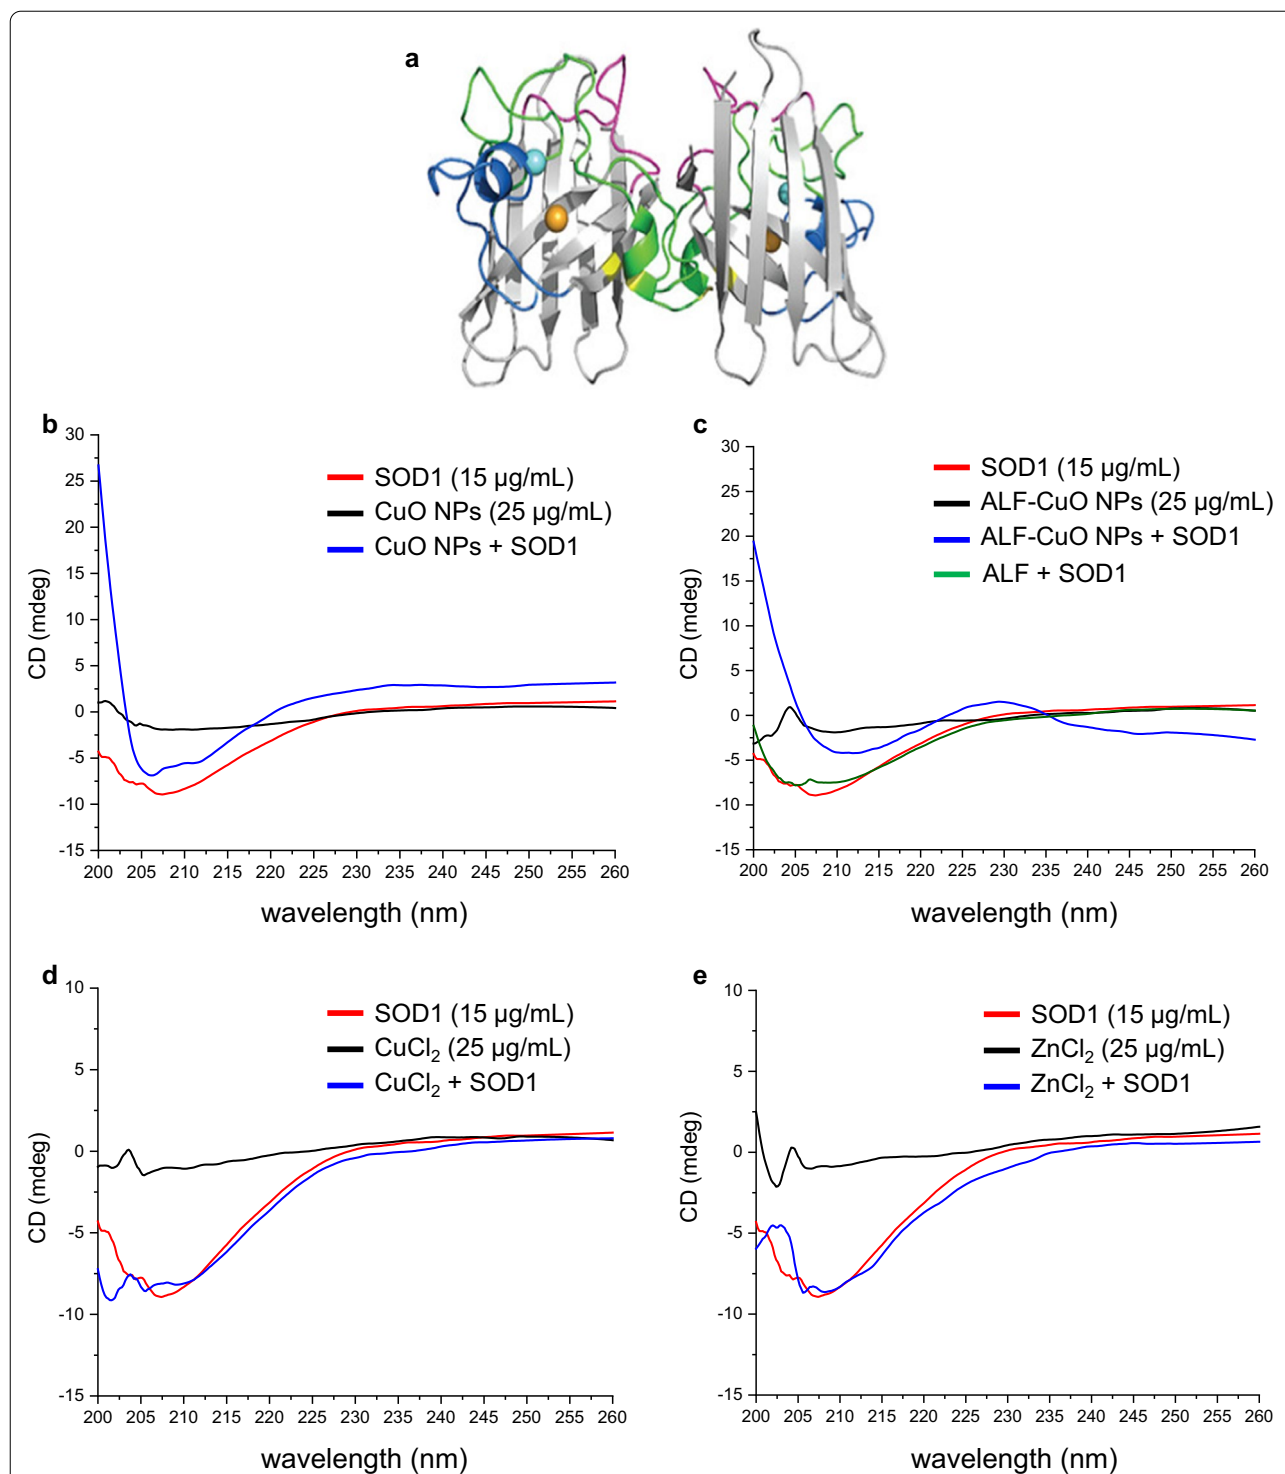 a
b
30
25
20
15
10
5
0
-5
-10
-15
CD (mdeg)
SOD1 (15 µg/mL)
CuO NPs (25 µg/mL)
CuO NPs + SOD1
200 205 210 215 220 225 230 235 240 245 250 255 260
wavelength (nm)
c
30
25
20
15
10
5
0
-5
-10
-15
CD (mdeg)
SOD1 (15 µg/mL)
ALF-CuO NPs (25 µg/mL)
ALF-CuO NPs + SOD1
ALF + SOD1
200 205 210 215 220 225 230 235 240 245 250 255 260
wavelength (nm)
d
10
5
0
-5
-10
-15
CD (mdeg)
SOD1 (15 µg/mL)
CuCl₂ (25 µg/mL)
CuCl₂ + SOD1
200 205 210 215 220 225 230 235 240 245 250 255 260
wavelength (nm)
e
10
5
0
-5
-10
-15
CD (mdeg)
SOD1 (15 µg/mL)
ZnCl₂ (25 µg/mL)
ZnCl₂ + SOD1
200 205 210 215 220 225 230 235 240 245 250 255 260
wavelength (nm)